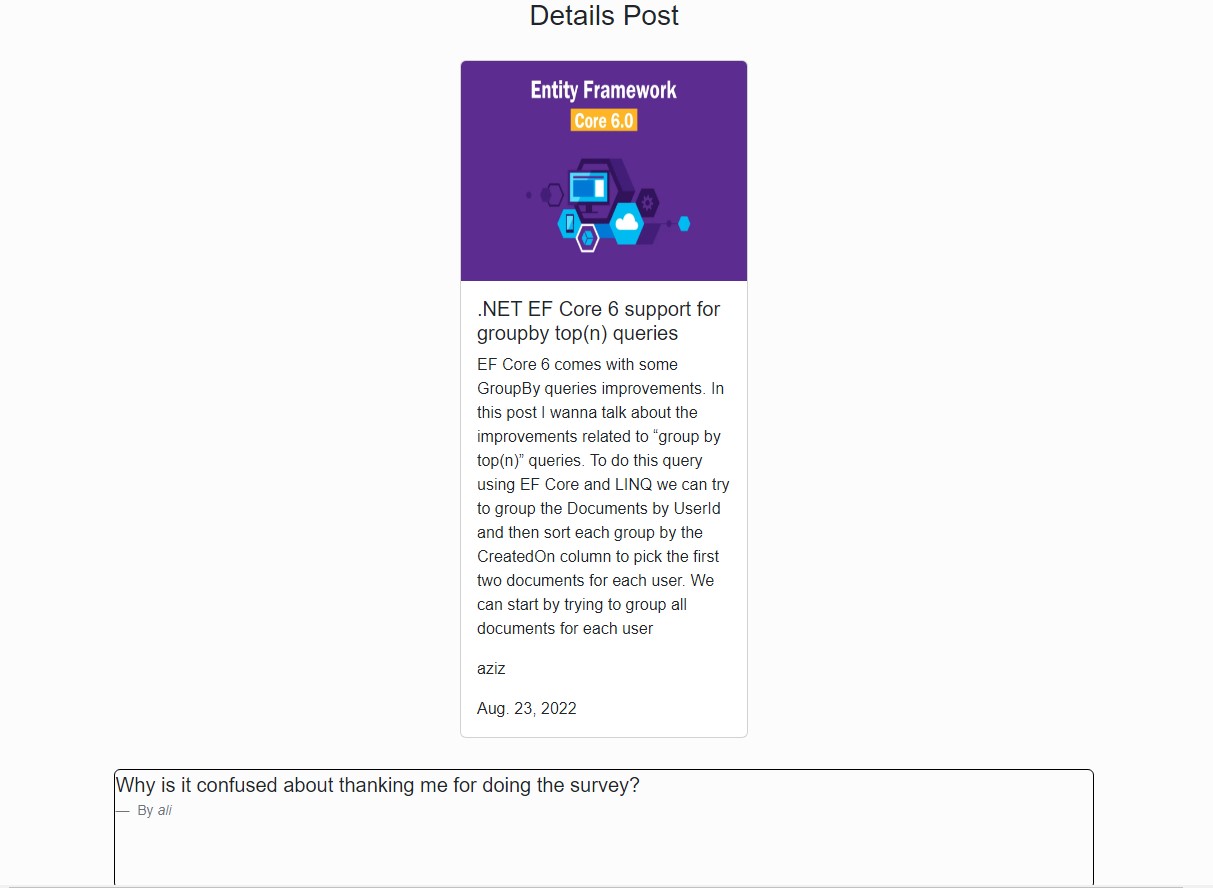 Details Post
Entity Framework
Core 6.0
.NET EF Core 6 support for
groupby top(n) queries
EF Core 6 comes with some
GroupBy queries improvements. In
this post I wanna talk about the
improvements related to “group by
top(n)” queries. To do this query
using EF Core and LINQ we can try
to group the Documents by UserId
and then sort each group by the
CreatedOn column to pick the first
two documents for each user. We
can start by trying to group all
documents for each user
aziz
Aug. 23, 2022
Why is it confused about thanking me for doing the survey?
— By ali